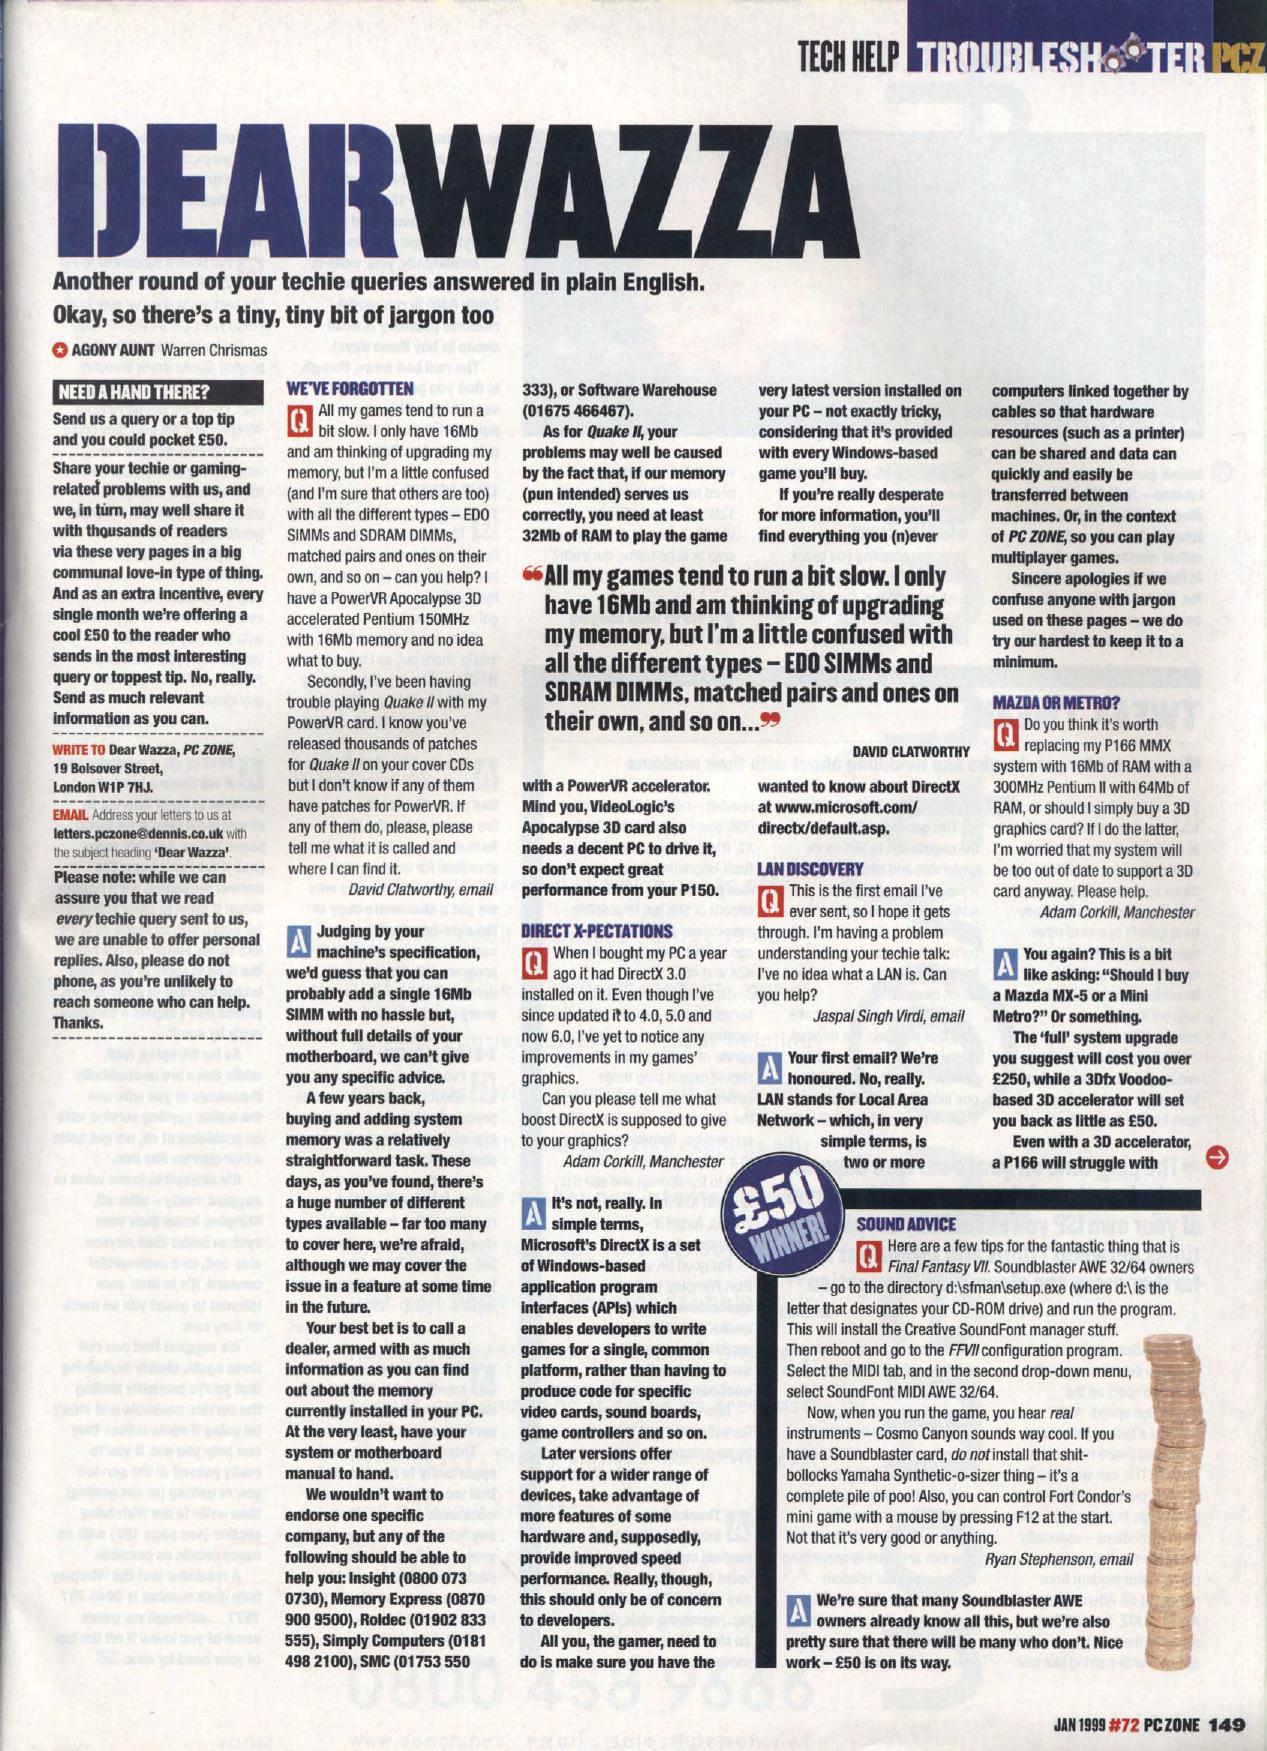 TECH HELP TROUBLESHOOTER PCZ
DEARWAZZA
Another round of your techie queries answered in plain English.
Okay, so there's a tiny, tiny bit of jargon too
AGONY AUNT Warren Chrismas
NEED A HAND THERE?
Send us a query or a top tip
and you could pocket £50.
Share your techie or gaming-
related problems with us, and
we, in turn, may well share it
with thousands of readers
via these very pages in a big
communal love-in type of thing.
And as an extra incentive, every
single month we're offering a
cool £50 to the reader who
sends in the most interesting
query or toppest tip. No, really.
Send as much relevant
information as you can.
WRITE TO Dear Wazza, PC ZONE,
19 Bolsover Street,
London W1P 7HJ.
EMAIL Address your letters to us at
letters.pczone@dennis.co.uk with
the subject heading 'Dear Wazza'.
Please note: while we can
assure you that we read
every techie query sent to us,
we are unable to offer personal
replies. Also, please do not
phone, as you're unlikely to
reach someone who can help.
Thanks.
WE'VE FORGOTTEN
Q All my games tend to run a
bit slow. I only have 16Mb
and am thinking of upgrading my
memory, but I'm a little confused
(and I'm sure that others are too)
with all the different types – EDO
SIMMs and SDRAM DIMMs,
matched pairs and ones on their
own, and so on – can you help? I
have a PowerVR Apocalypse 3D
accelerated Pentium 150MHz
with 16Mb memory and no idea
what to buy.
Secondly, I've been having
trouble playing Quake II with my
PowerVR card. I know you've
released thousands of patches
for Quake II on your cover CDs
but I don't know if any of them
have patches for PowerVR. If
any of them do, please, please
tell me what it is called and
where I can find it.
David Clatworthy, email
A Judging by your
machine's specification,
we'd guess that you can
probably add a single 16Mb
SIMM with no hassle but,
without full details of your
motherboard, we can't give
you any specific advice.
A few years back,
buying and adding system
memory was a relatively
straightforward task. These
days, as you've found, there's
a huge number of different
types available – far too many
to cover here, we're afraid,
although we may cover the
issue in a feature at some time
in the future.
Your best bet is to call a
dealer, armed with as much
information as you can find
out about the memory
currently installed in your PC.
At the very least, have your
system or motherboard
manual to hand.
We wouldn't want to
endorse one specific
company, but any of the
following should be able to
help you: Insight (0800 073
0730), Memory Express (0870
900 9500), Roldec (01902 833
555), Simply Computers (0181
498 2100), SMC (01753 550
333), or Software Warehouse
(01675 466467).
As for Quake II, your
problems may well be caused
by the fact that, if our memory
(pun intended) serves us
correctly, you need at least
32Mb of RAM to play the game
“All my games tend to run a bit slow. I only
have 16Mb and am thinking of upgrading
my memory, but I'm a little confused with
all the different types – EDO SIMMs and
SDRAM DIMMs, matched pairs and ones on
their own, and so on...”
DAVID CLATWORTHY
with a PowerVR accelerator.
Mind you, VideoLogic's
Apocalypse 3D card also
needs a decent PC to drive it,
so don't expect great
performance from your P150.
DIRECT X-PECTATIONS
Q When I bought my PC a year
ago it had DirectX 3.0
installed on it. Even though I've
since updated it to 4.0, 5.0 and
now 6.0, I've yet to notice any
improvements in my games'
graphics.
Can you please tell me what
boost DirectX is supposed to give
to your graphics?
Adam Corkill, Manchester
A It's not, really. In
simple terms,
Microsoft's DirectX is a set
of Windows-based
application program
interfaces (APIs) which
enables developers to write
games for a single, common
platform, rather than having to
produce code for specific
video cards, sound boards,
game controllers and so on.
Later versions offer
support for a wider range of
devices, take advantage of
more features of some
hardware and, supposedly,
provide improved speed
performance. Really, though,
this should only be of concern
to developers.
All you, the gamer, need to
do is make sure you have the
very latest version installed on
your PC – not exactly tricky,
considering that it's provided
with every Windows-based
game you'll buy.
If you're really desperate
for more information, you'll
find everything you (n)ever
wanted to know about DirectX
at www.microsoft.com/
directx/default.asp.
LAN DISCOVERY
Q This is the first email I've
ever sent, so I hope it gets
through. I'm having a problem
understanding your techie talk:
I've no idea what a LAN is. Can
you help?
Jaspal Singh Virdi, email
A Your first email? We're
honoured. No, really.
LAN stands for Local Area
Network – which, in very
simple terms, is
two or more
computers linked together by
cables so that hardware
resources (such as a printer)
can be shared and data can
quickly and easily be
transferred between
machines. Or, in the context
of PC ZONE, so you can play
multiplayer games.
Sincere apologies if we
confuse anyone with jargon
used on these pages – we do
try our hardest to keep it to a
minimum.
MAZDA OR METRO?
Q Do you think it's worth
replacing my P166 MMX
system with 16Mb of RAM with a
300MHz Pentium II with 64Mb of
RAM, or should I simply buy a 3D
graphics card? If I do the latter,
I'm worried that my system will
be too out of date to support a 3D
card anyway. Please help.
Adam Corkill, Manchester
A You again? This is a bit
like asking: “Should I buy
a Mazda MX-5 or a Mini
Metro?” Or something.
The ‘full’ system upgrade
you suggest will cost you over
£250, while a 3Dfx Voodoo-
based 3D accelerator will set
you back as little as £50.
Even with a 3D accelerator,
a P166 will struggle with
£50
WINNER!
SOUND ADVICE
Q Here are a few tips for the fantastic thing that is
Final Fantasy VII. Soundblaster AWE 32/64 owners
– go to the directory d:\sfman\setup.exe (where d:\ is the
letter that designates your CD-ROM drive) and run the program.
This will install the Creative SoundFont manager stuff.
Then reboot and go to the FFVII configuration program.
Select the MIDI tab, and in the second drop-down menu,
select SoundFont MIDI AWE 32/64.
Now, when you run the game, you hear real
instruments – Cosmo Canyon sounds way cool. If you
have a Soundblaster card, do not install that shit-
bollocks Yamaha Synthetic-o-sizer thing – it's a
complete pile of poo! Also, you can control Fort Condor's
mini game with a mouse by pressing F12 at the start.
Not that it's very good or anything.
Ryan Stephenson, email
A We're sure that many Soundblaster AWE
owners already know all this, but we're also
pretty sure that there will be many who don't. Nice
work – £50 is on its way.
JAN 1999 #72 PC ZONE 149